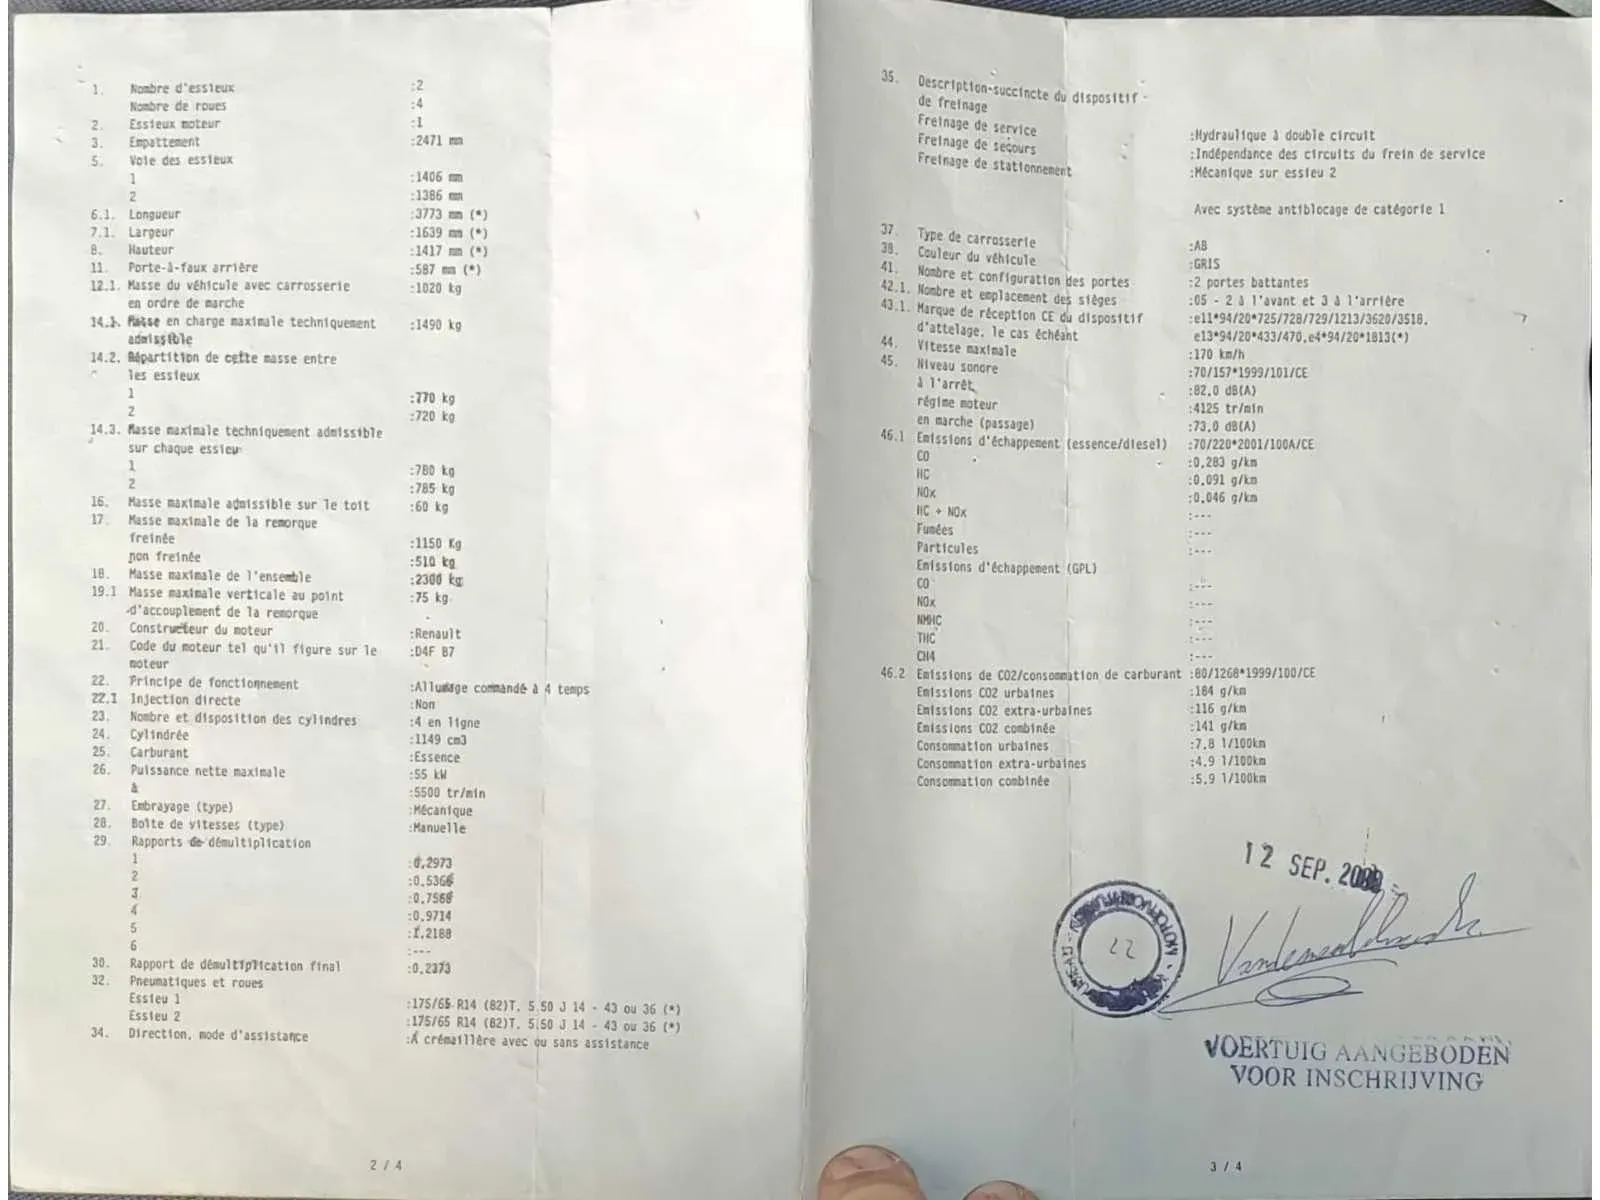 1. Nombre d'essieux :2
Nombre de roues :4
2. Essieux moteur :1
3. Empattement :2471 mm
5. Voie des essieux
1 :1406 mm
2 :1386 mm
6.1. Longueur :3773 mm (*)
7.1. Largeur :1639 mm (*)
8. Hauteur :1417 mm (*)
11. Porte-à-faux arrière :587 mm (*)
12.1. Masse du véhicule avec carrosserie :1020 kg
en ordre de marche
14.1. Masse en charge maximale techniquement :1490 kg
admissible
14.2. Répartition de cette masse entre
les essieux
1 :770 kg
2 :720 kg
14.3. Masse maximale techniquement admissible
sur chaque essieu
1 :780 kg
2 :785 kg
16. Masse maximale admissible sur le toit :60 kg
17. Masse maximale de la remorque
freinée :1150 Kg
non freinée :510 kg
18. Masse maximale de l'ensemble :2300 kg
19.1 Masse maximale verticale au point :75 kg
d'accouplement de la remorque
20. Constructeur du moteur :Renault
21. Code du moteur tel qu'il figure sur le :D4F B7
moteur
22. Principe de fonctionnement :Allumage commandé à 4 temps
22.1 Injection directe :Non
23. Nombre et disposition des cylindres :4 en ligne
24. Cylindrée :1149 cm3
25. Carburant :Essence
26. Puissance nette maximale :55 kW
à :5500 tr/min
27. Embrayage (type) :Mécanique
28. Boîte de vitesses (type) :Manuelle
29. Rapports de démultiplication
1 :0,2973
2 :0,5366
3 :0,7568
4 :0,9714
5 :1,2188
6 :---
30. Rapport de démultiplication final :0,2373
32. Pneumatiques et roues
Essieu 1 :175/65 R14 (82)T, 5,50 J 14 - 43 ou 36 (*)
Essieu 2 :175/65 R14 (82)T, 5,50 J 14 - 43 ou 36 (*)
34. Direction, mode d'assistance :A crémaillère avec ou sans assistance
2 / 4
35. Description-succincte du dispositif
de freinage
Freinage de service :Hydraulique à double circuit
Freinage de secours :Indépendance des circuits du frein de service
Freinage de stationnement :Mécanique sur essieu 2
Avec système antiblocage de catégorie 1
37. Type de carrosserie :AB
38. Couleur du véhicule :GRIS
41. Nombre et configuration des portes :2 portes battantes
42.1. Nombre et emplacement des sièges :05 - 2 à l'avant et 3 à l'arrière
43.1. Marque de réception CE du dispositif :e11*94/20*725/728/729/1213/3620/3518,
d'attelage, le cas échéant e13*94/20*433/470,e4*94/20*1813(*)
44. Vitesse maximale :170 km/h
45. Niveau sonore :70/157*1999/101/CE
à l'arrêt :82,0 dB(A)
régime moteur :4125 tr/min
en marche (passage) :73,0 dB(A)
46.1 Emissions d'échappement (essence/diesel) :70/220*2001/100A/CE
CO :0,283 g/km
HC :0,091 g/km
NOx :0,046 g/km
HC + NOx :---
Fumées :---
Particules :---
Emissions d'échappement (GPL)
CO :---
NOx :---
NMHC :---
THC :---
CH4 :---
46.2 Emissions de CO2/consommation de carburant :80/1268*1999/100/CE
Emissions CO2 urbaines :184 g/km
Emissions CO2 extra-urbaines :116 g/km
Emissions CO2 combinée :141 g/km
Consommation urbaines :7,8 l/100km
Consommation extra-urbaines :4,9 l/100km
Consommation combinée :5,9 l/100km
12 SEP.
22
VOERTUIG AANGEBODEN
VOOR INSCHRIJVING
3 / 4